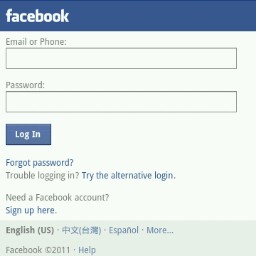 facebook
Email or Phone:
Password:
Log In
Forgot password?
Trouble logging in? Try the alternative login.
Need a Facebook account?
Sign up here.
English (US) · 中文(台灣) · Español · More...
Facebook ©2011 · Help